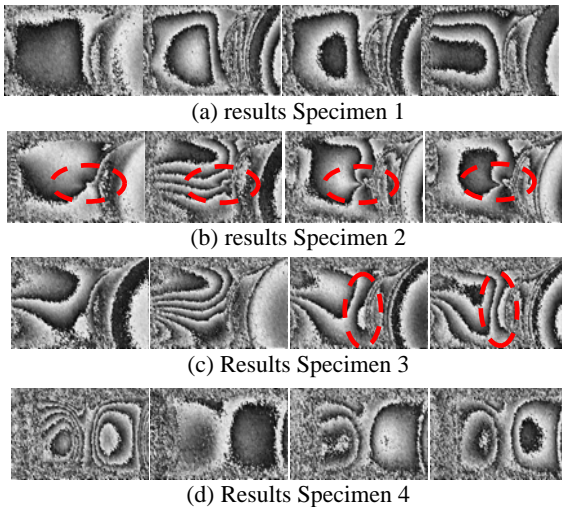 (a) results Specimen 1
(b) results Specimen 2
(c) Results Specimen 3
(d) Results Specimen 4